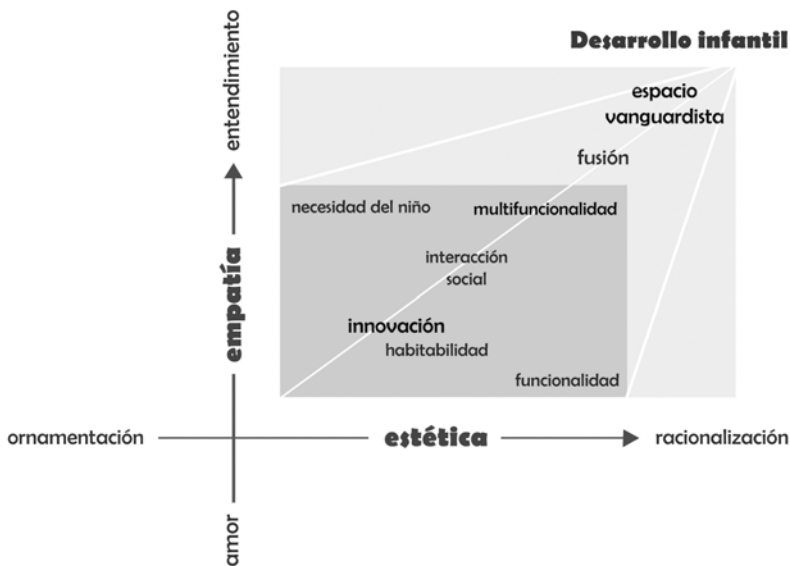 Desarrollo infantil
entendimiento
espacio
vanguardista
fusión
necesidad del niño
multifuncionalidad
interacción
social
empatía
innovación
habitabilidad
funcionalidad
ornamentación
estética
racionalización
amor